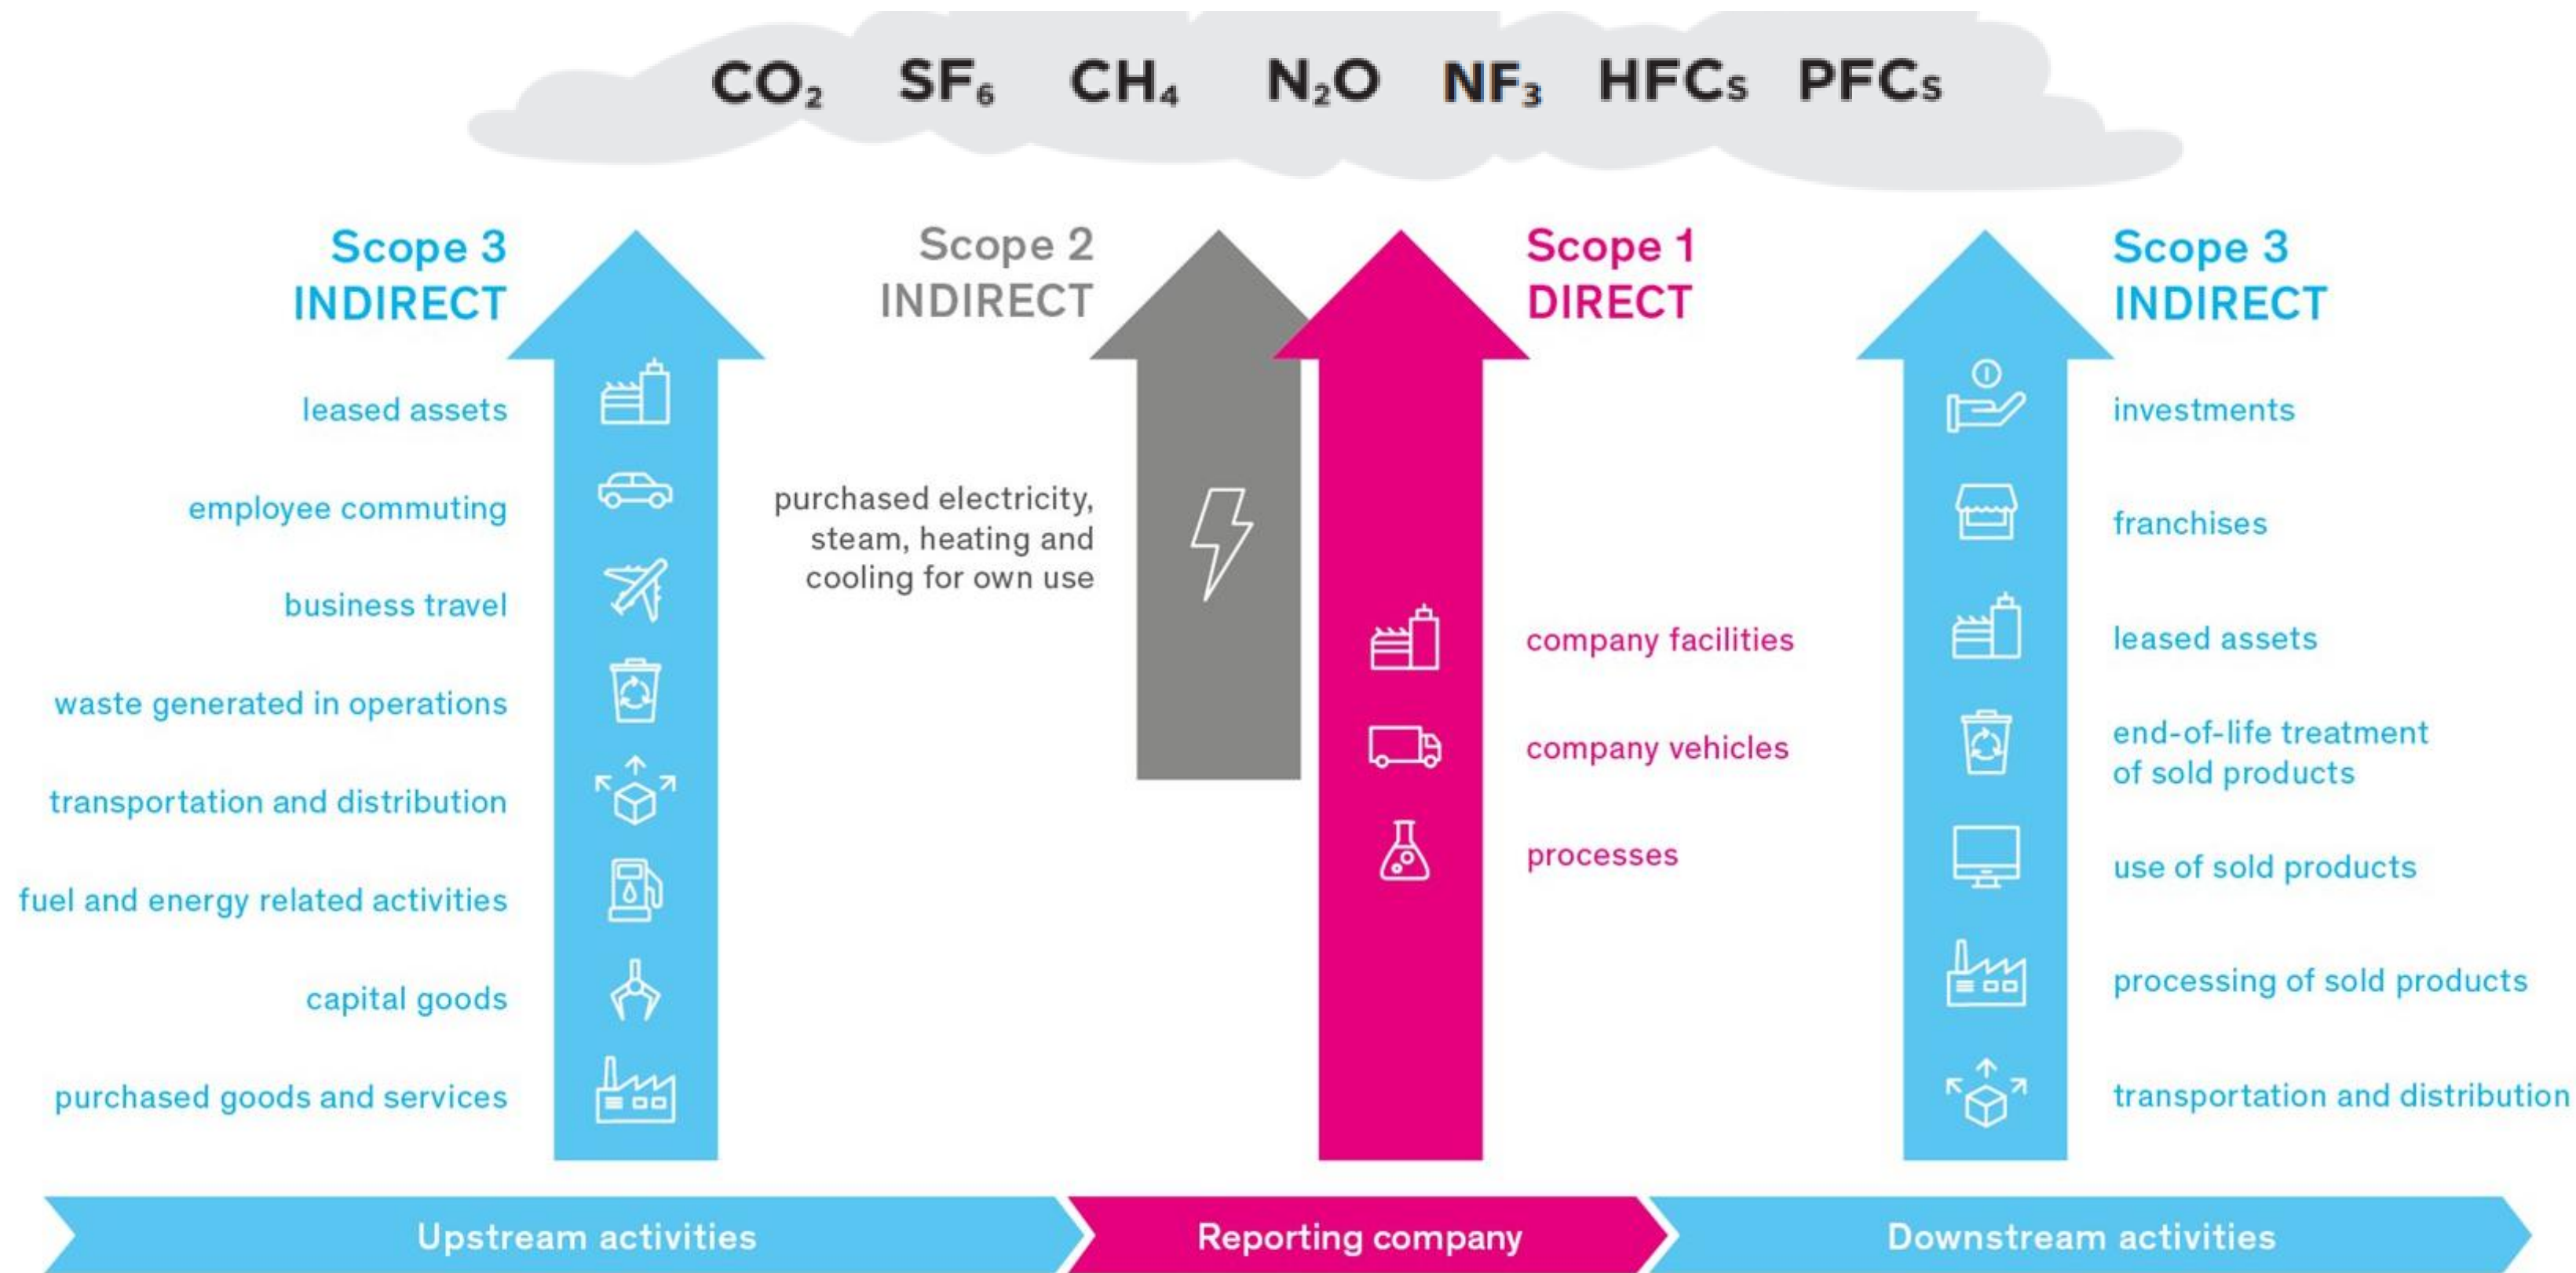 CO₂ SF₆ CH₄ N₂O NF₃ HFCs PFCs
Scope 3
INDIRECT
leased assets
employee commuting
business travel
waste generated in operations
transportation and distribution
fuel and energy related activities
capital goods
purchased goods and services
Scope 2
INDIRECT
purchased electricity,
steam, heating and
cooling for own use
Scope 1
DIRECT
company facilities
company vehicles
processes
Scope 3
INDIRECT
investments
franchises
leased assets
end-of-life treatment
of sold products
use of sold products
processing of sold products
transportation and distribution
Upstream activities
Reporting company
Downstream activities